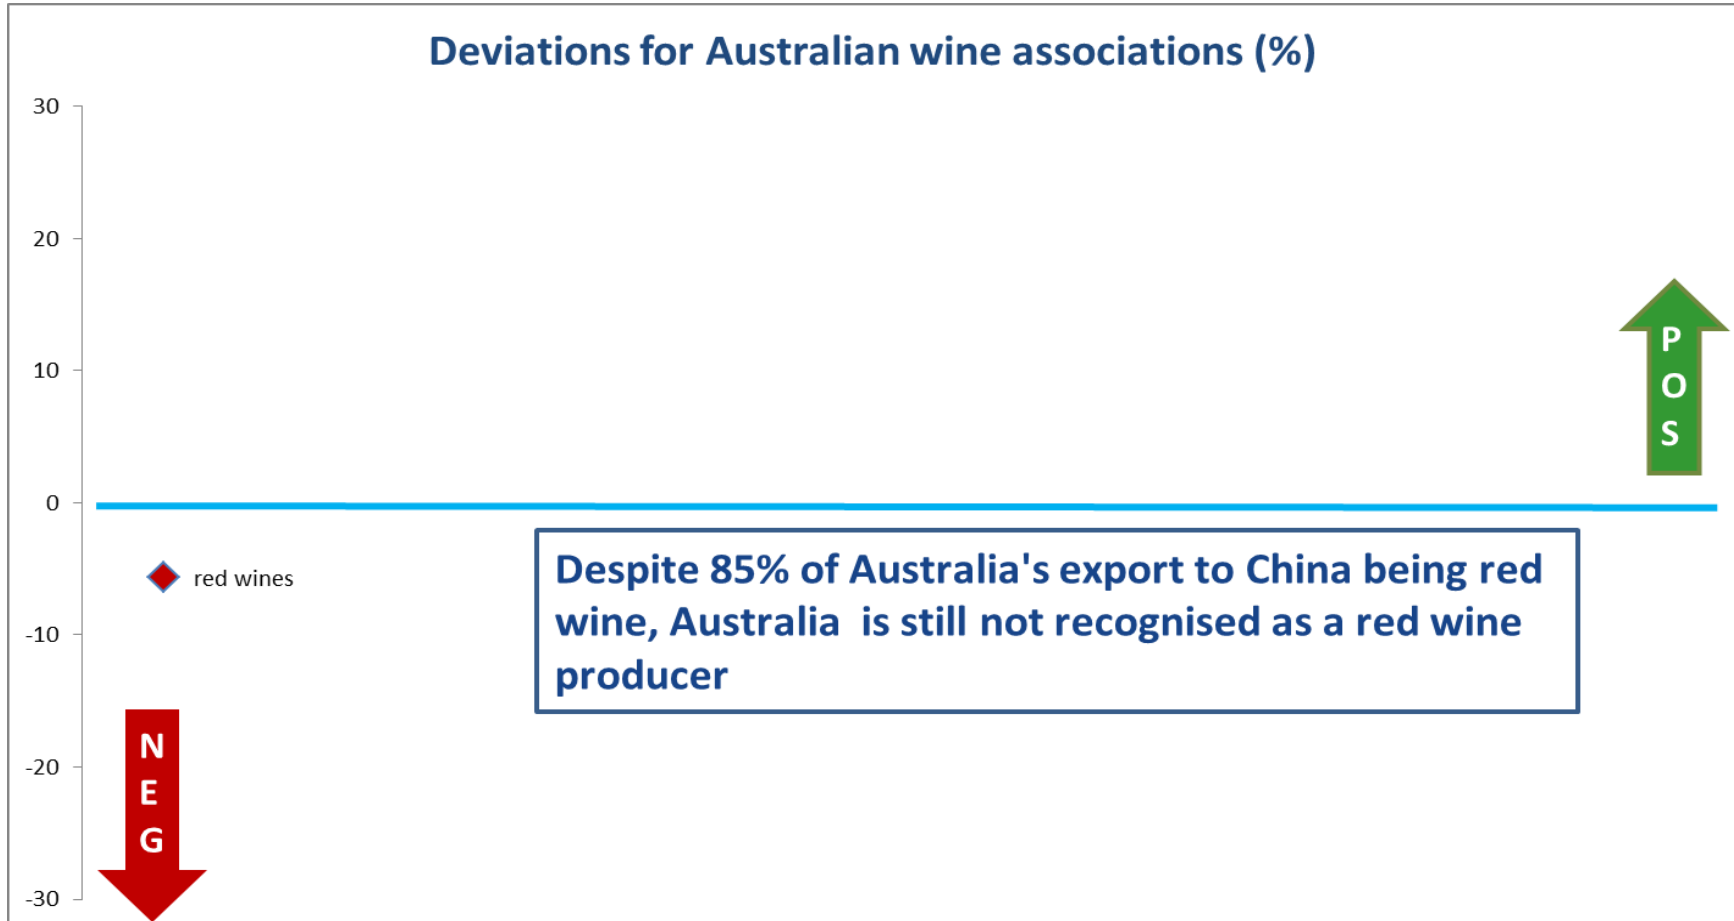 Deviations for Australian wine associations (%)
30
20
10
0
-10
-20
-30
red wines
P
O
S
Despite 85% of Australia's export to China being red
wine, Australia  is still not recognised as a red wine
producer
N
E
G